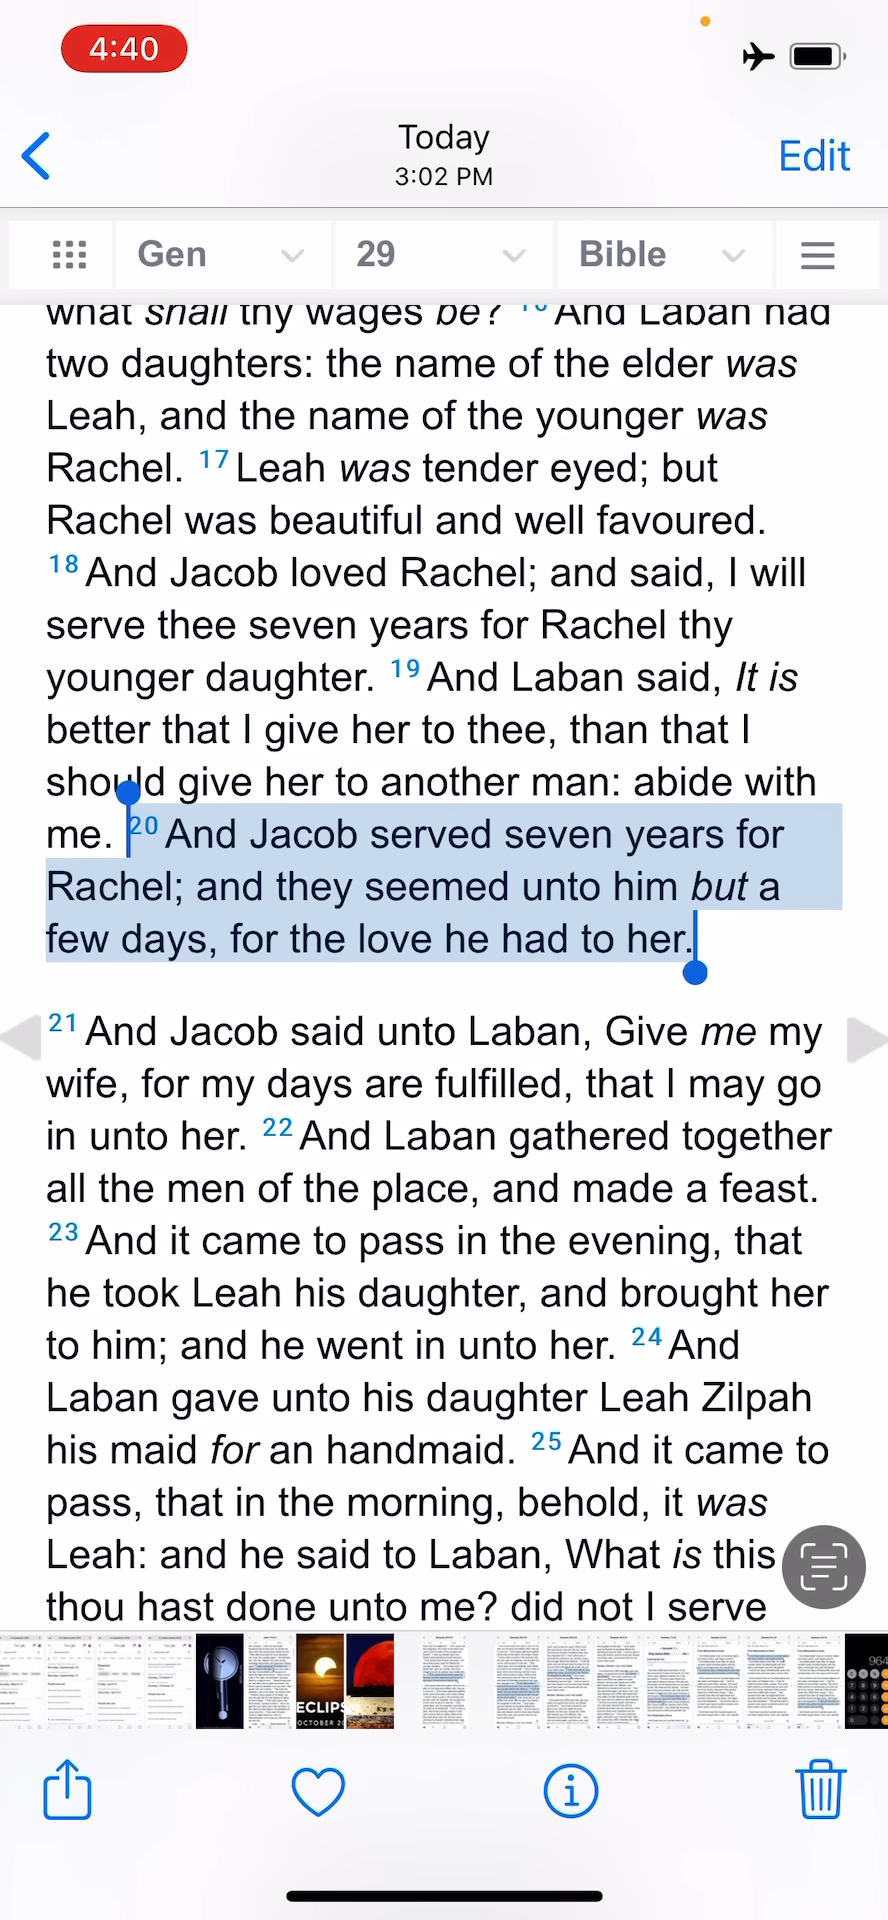 4:40
Today
3:02 PM
Edit
Gen
29
Bible
what shall thy wages be? 16 And Laban had
two daughters: the name of the elder was
Leah, and the name of the younger was
Rachel. 17 Leah was tender eyed; but
Rachel was beautiful and well favoured.
18 And Jacob loved Rachel; and said, I will
serve thee seven years for Rachel thy
younger daughter. 19 And Laban said, It is
better that I give her to thee, than that I
should give her to another man: abide with
me. 20 And Jacob served seven years for
Rachel; and they seemed unto him but a
few days, for the love he had to her.
21 And Jacob said unto Laban, Give me my
wife, for my days are fulfilled, that I may go
in unto her. 22 And Laban gathered together
all the men of the place, and made a feast.
23 And it came to pass in the evening, that
he took Leah his daughter, and brought her
to him; and he went in unto her. 24 And
Laban gave unto his daughter Leah Zilpah
his maid for an handmaid. 25 And it came to
pass, that in the morning, behold, it was
Leah: and he said to Laban, What is this
thou hast done unto me? did not I serve
ECLIPS
OCTOBER 2
964